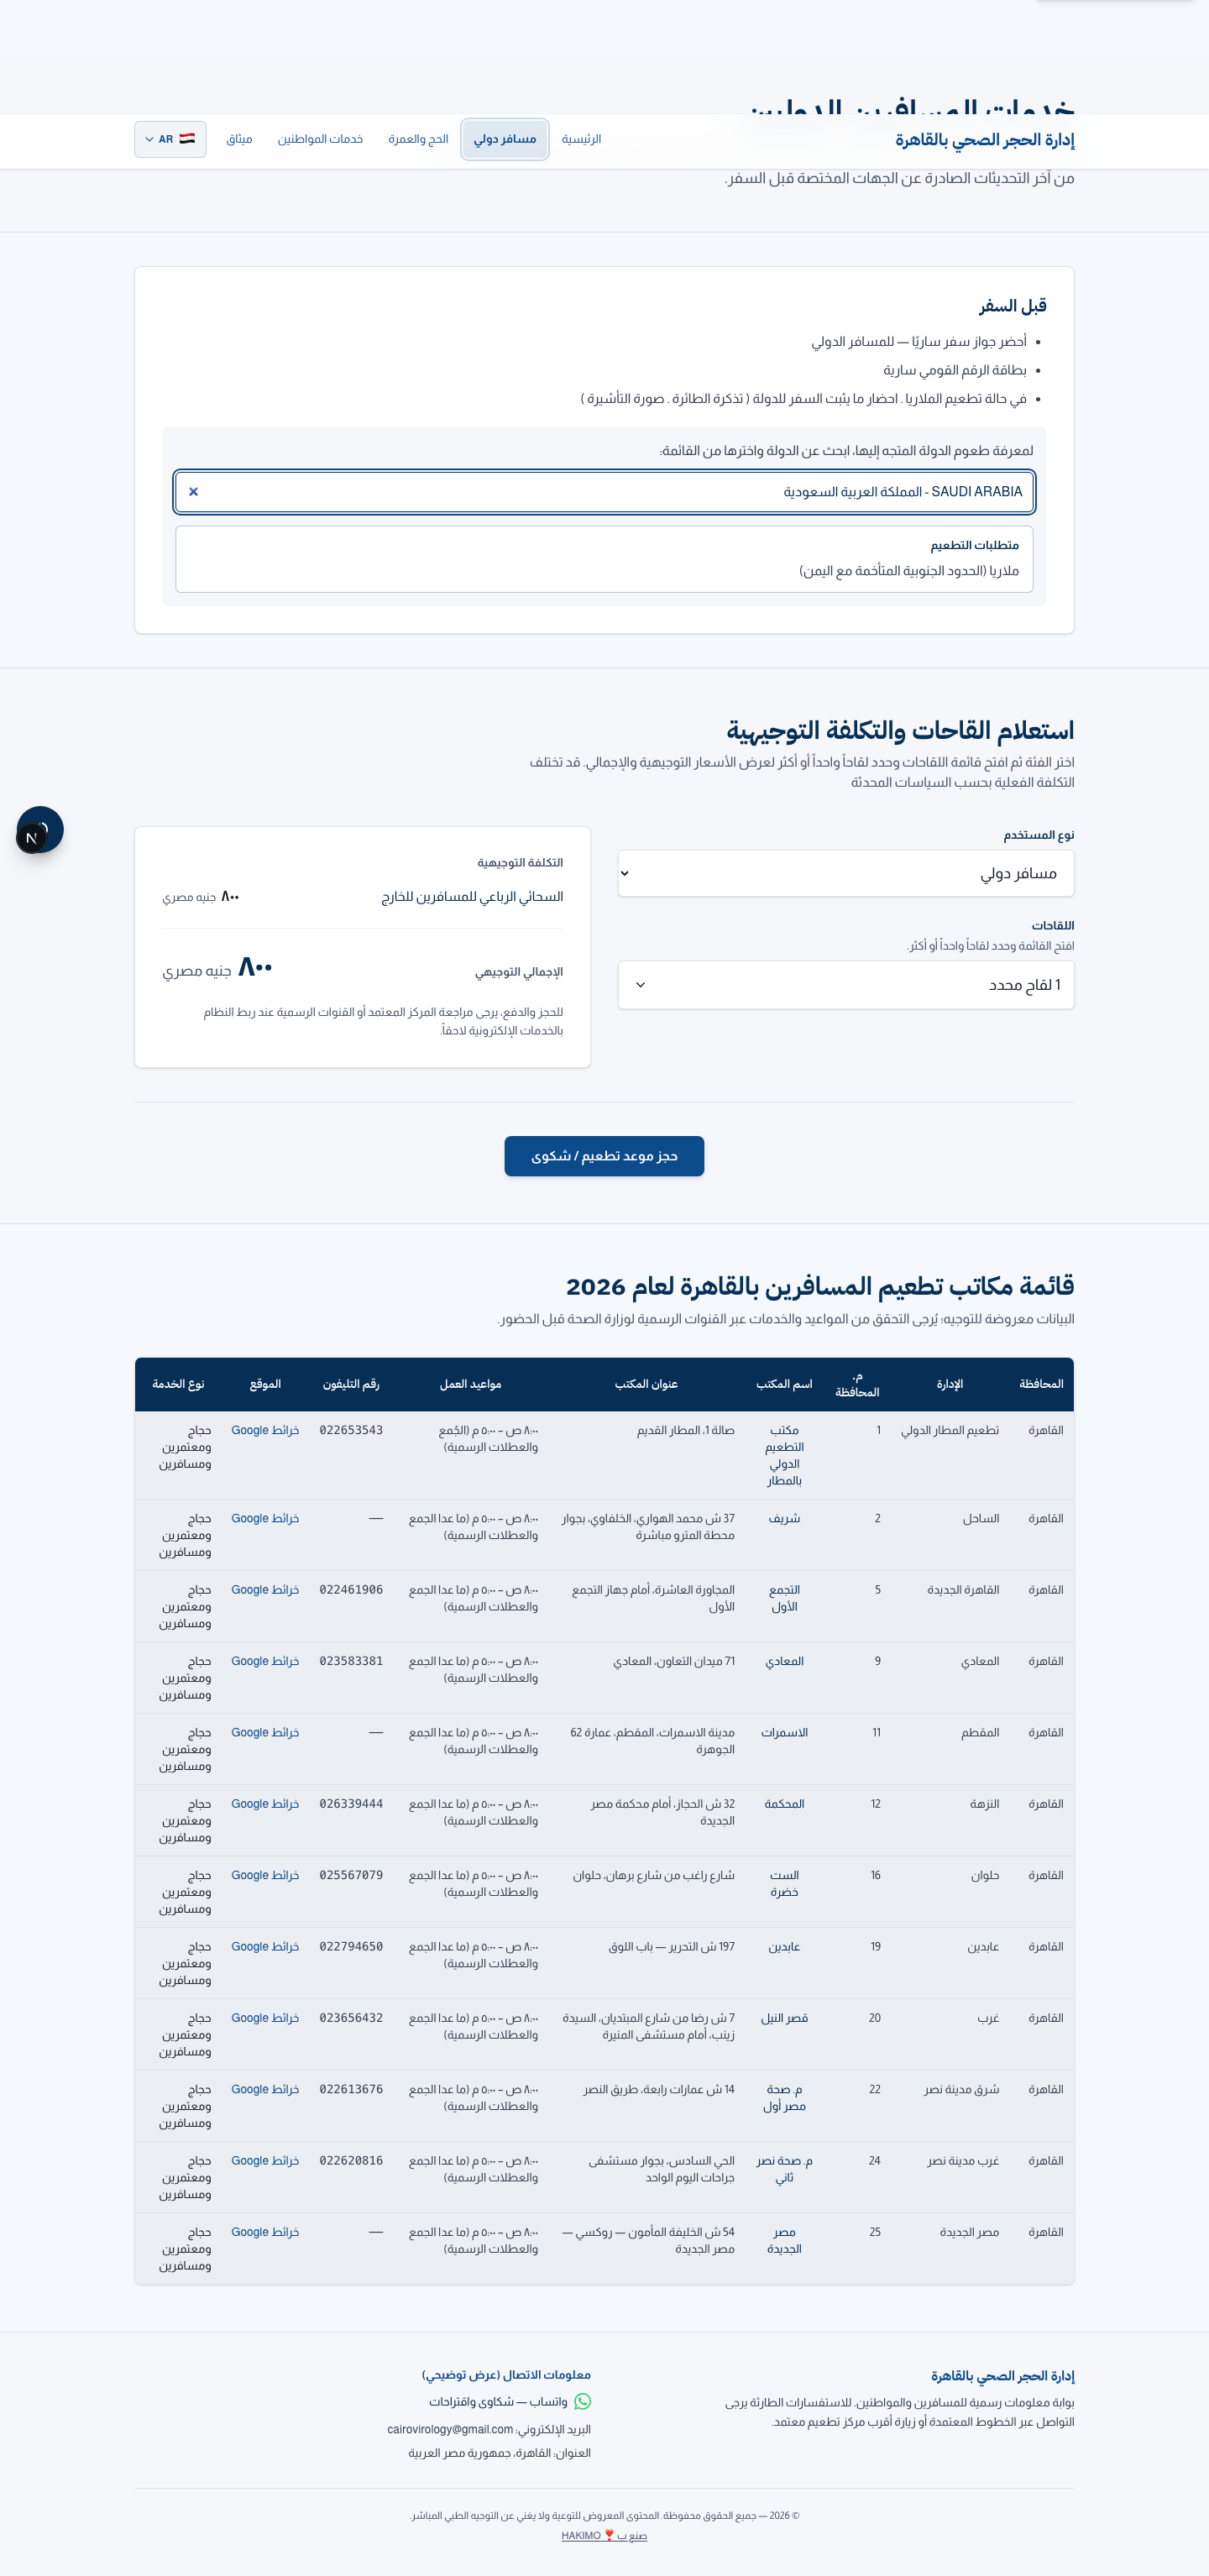 خدمات المسافرين الدوليين
إدارة الحجر الصحي بالقاهرة
الرئيسية
مسافر دولي
الحج والعمرة
خدمات المواطنين
ميثاق
AR
من آخر التحديثات الصادرة عن الجهات المختصة قبل السفر.
قبل السفر
• أحضر جواز سفر ساريًا — للمسافر الدولي
• بطاقة الرقم القومي سارية
• في حالة تطعيم الملاريا . احضار ما يثبت السفر للدولة ( تذكرة الطائرة . صورة التأشيرة )
لمعرفة طعوم الدولة المتجه إليها، ابحث عن الدولة واخترها من القائمة:
SAUDI ARABIA - المملكة العربية السعودية ×
متطلبات التطعيم
ملاريا (الحدود الجنوبية المتأخمة مع اليمن)
استعلام القاحات والتكلفة التوجيهية
اختر الفئة ثم افتح قائمة اللقاحات وحدد لقاحاً واحداً أو أكثر لعرض الأسعار التوجيهية والإجمالي. قد تختلف
التكلفة الفعلية بحسب السياسات المحدثة
نوع المستخدم
مسافر دولي
اللقاحات
افتح القائمة وحدد لقاحاً واحداً أو أكثر.
1 لقاح محدد
التكلفة التوجيهية
السحائي الرباعي للمسافرين للخارج ٨٠٠ جنيه مصري
الإجمالي التوجيهي ٨٠٠ جنيه مصري
للحجز والدفع، يرجى مراجعة المركز المعتمد أو القنوات الرسمية عند ربط النظام
بالخدمات الإلكترونية لاحقاً.
N
حجز موعد تطعيم / شكوى
قائمة مكاتب تطعيم المسافرين بالقاهرة لعام 2026
البيانات معروضة للتوجيه؛ يُرجى التحقق من المواعيد والخدمات عبر القنوات الرسمية لوزارة الصحة قبل الحضور.
المحافظة الإدارة م. المحافظة اسم المكتب عنوان المكتب مواعيد العمل رقم التليفون الموقع نوع الخدمة
القاهرة تطعيم المطار الدولي 1 مكتب صالة 1، المطار القديم ٨:٠٠ ص – ٥:٠٠ م (الجُمع 022653543 خرائط Google حجاج
التطعيم والعطلات الرسمية) ومعتمرين
الدولي ومسافرين
بالمطار
القاهرة الساحل 2 شريف 37 ش محمد الهواري، الخلفاوي، بجوار ٨:٠٠ ص – ٥:٠٠ م (ما عدا الجمع — خرائط Google حجاج
محطة المترو مباشرة والعطلات الرسمية) ومعتمرين
ومسافرين
القاهرة القاهرة الجديدة 5 التجمع المجاورة العاشرة، أمام جهاز التجمع ٨:٠٠ ص – ٥:٠٠ م (ما عدا الجمع 022461906 خرائط Google حجاج
الأول الأول والعطلات الرسمية) ومعتمرين
ومسافرين
القاهرة المعادي 9 المعادي 71 ميدان التعاون، المعادي ٨:٠٠ ص – ٥:٠٠ م (ما عدا الجمع 023583381 خرائط Google حجاج
والعطلات الرسمية) ومعتمرين
ومسافرين
القاهرة المقطم 11 الاسمرات مدينة الاسمرات، المقطم، عمارة 62 ٨:٠٠ ص – ٥:٠٠ م (ما عدا الجمع — خرائط Google حجاج
الجوهرة والعطلات الرسمية) ومعتمرين
ومسافرين
القاهرة النزهة 12 المحكمة 32 ش الحجاز، أمام محكمة مصر ٨:٠٠ ص – ٥:٠٠ م (ما عدا الجمع 026339444 خرائط Google حجاج
الجديدة والعطلات الرسمية) ومعتمرين
ومسافرين
القاهرة حلوان 16 الست شارع راغب من شارع برهان، حلوان ٨:٠٠ ص – ٥:٠٠ م (ما عدا الجمع 025567079 خرائط Google حجاج
خضرة والعطلات الرسمية) ومعتمرين
ومسافرين
القاهرة عابدين 19 عابدين 197 ش التحرير — باب اللوق ٨:٠٠ ص – ٥:٠٠ م (ما عدا الجمع 022794650 خرائط Google حجاج
والعطلات الرسمية) ومعتمرين
ومسافرين
القاهرة غرب 20 قصر النيل 7 ش رضا من شارع المبتديان، السيدة ٨:٠٠ ص – ٥:٠٠ م (ما عدا الجمع 023656432 خرائط Google حجاج
زينب، أمام مستشفى المنيرة والعطلات الرسمية) ومعتمرين
ومسافرين
القاهرة شرق مدينة نصر 22 م. صحة 14 ش عمارات رابعة، طريق النصر ٨:٠٠ ص – ٥:٠٠ م (ما عدا الجمع 022613676 خرائط Google حجاج
مصر أول والعطلات الرسمية) ومعتمرين
ومسافرين
القاهرة غرب مدينة نصر 24 م. صحة نصر الحي السادس، بجوار مستشفى ٨:٠٠ ص – ٥:٠٠ م (ما عدا الجمع 022620816 خرائط Google حجاج
ثاني جراحات اليوم الواحد والعطلات الرسمية) ومعتمرين
ومسافرين
القاهرة مصر الجديدة 25 مصر 54 ش الخليفة المأمون — روكسي — ٨:٠٠ ص – ٥:٠٠ م (ما عدا الجمع — خرائط Google حجاج
الجديدة مصر الجديدة والعطلات الرسمية) ومعتمرين
ومسافرين
إدارة الحجر الصحي بالقاهرة
بوابة معلومات رسمية للمسافرين والمواطنين. للاستفسارات الطارئة يرجى
التواصل عبر الخطوط المعتمدة أو زيارة أقرب مركز تطعيم معتمد.
معلومات الاتصال (عرض توضيحي)
واتساب — شكاوى واقتراحات
البريد الإلكتروني: cairovirology@gmail.com
العنوان: القاهرة، جمهورية مصر العربية
© 2026 — جميع الحقوق محفوظة. المحتوى المعروض للتوعية ولا يغني عن التوجيه الطبي المباشر.
صنع ب ❣️ HAKIMO